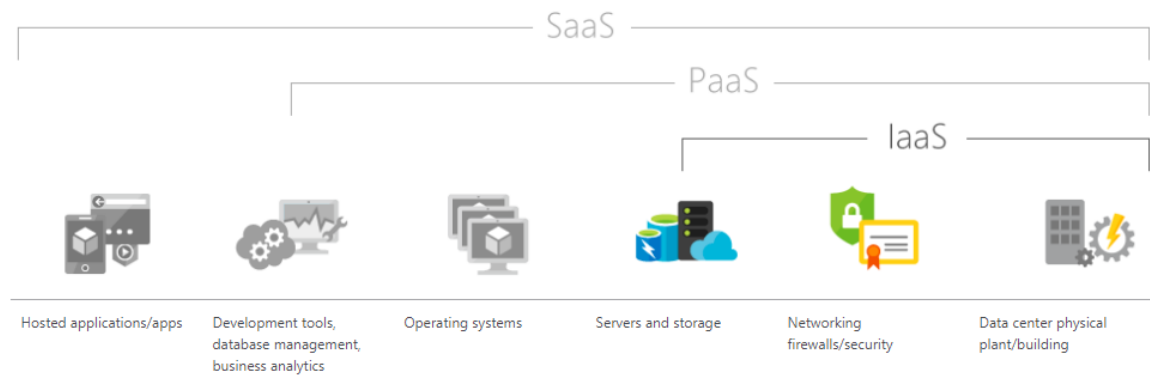 SaaS
PaaS
IaaS
Hosted applications/apps
Development tools,
database management,
business analytics
Operating systems
Servers and storage
Networking
firewalls/security
Data center physical
plant/building